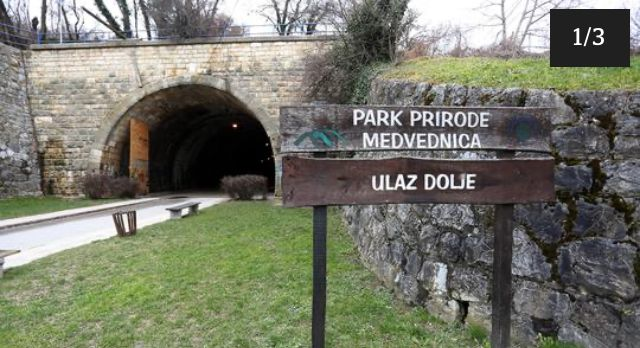 1/3
PARK PRIRODE
MEDVEDNICA
ULAZ DOLJE